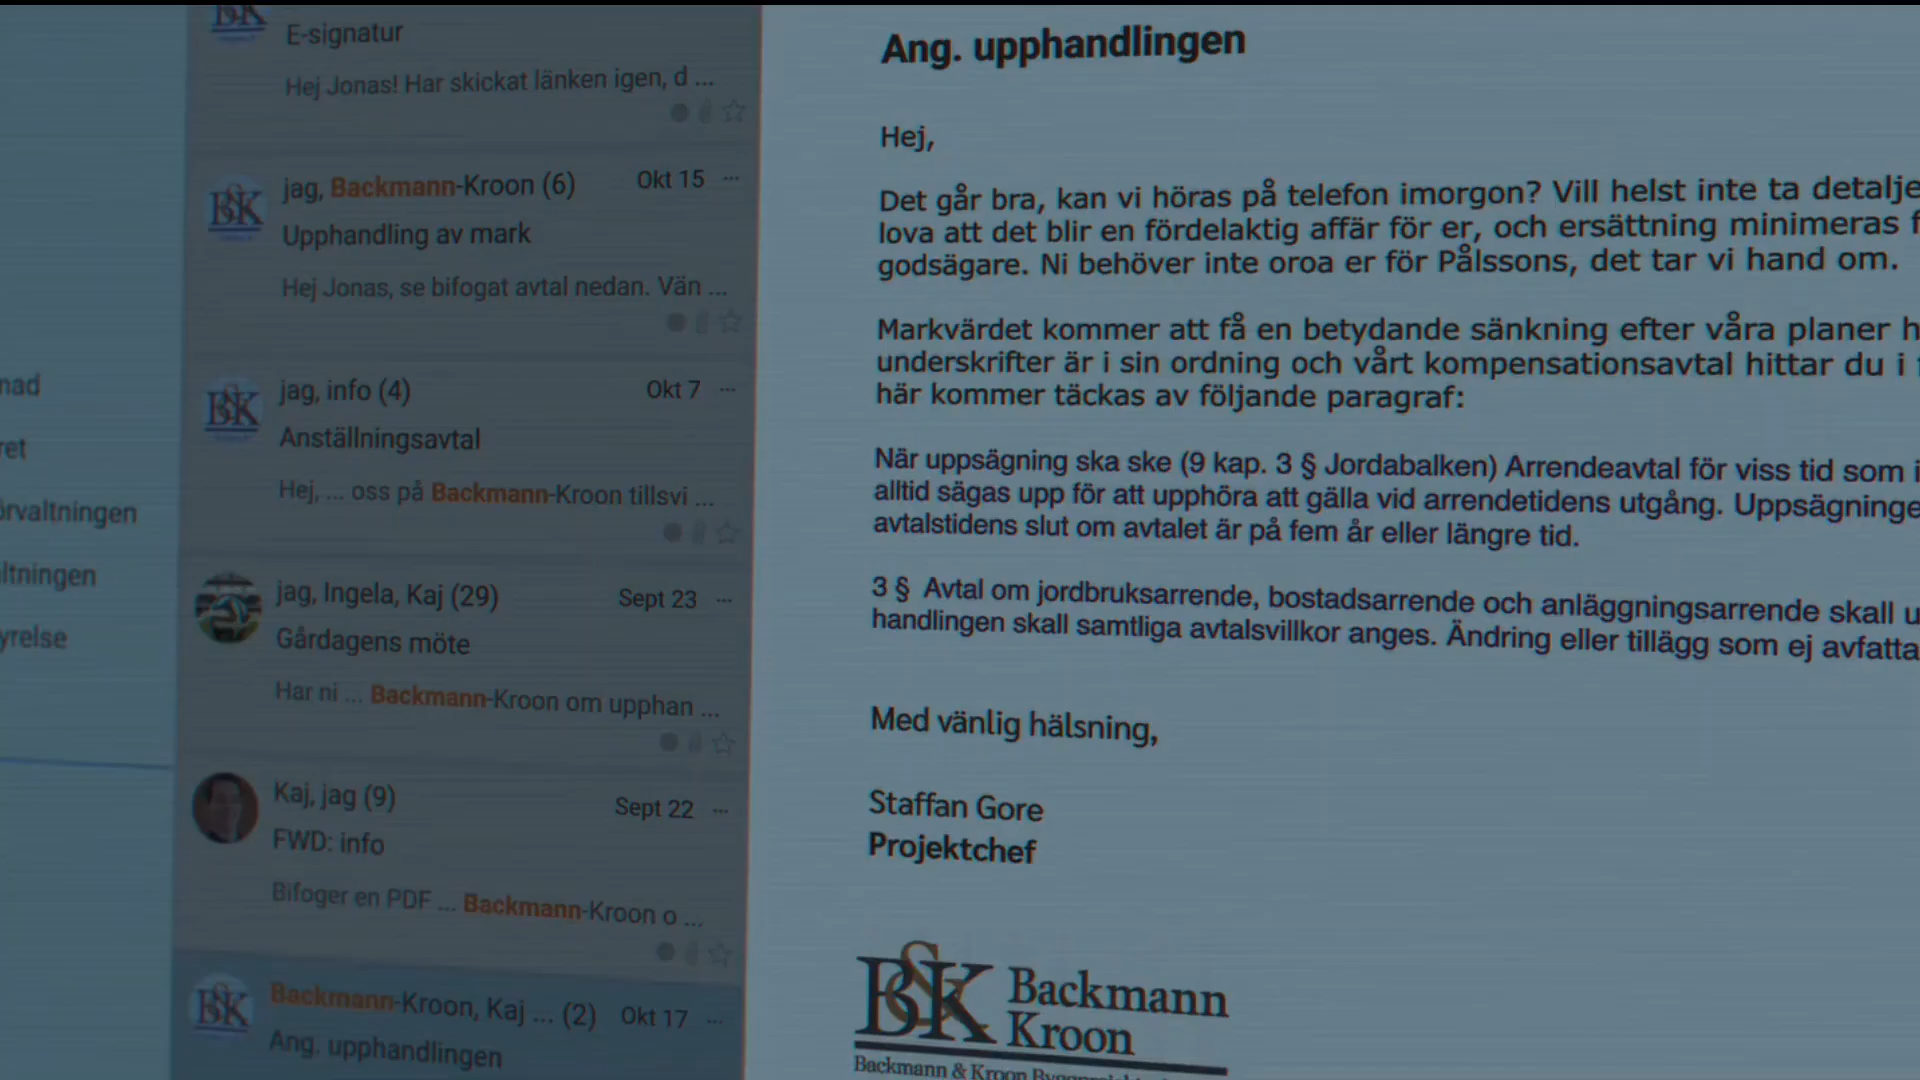 E-signatur
Hej Jonas! Har skickat länken igen, d ...
jag, Backmann-Kroon (6) Okt 15 ...
Upphandling av mark
Hej Jonas, se bifogat avtal nedan. Vän ...
jag, info (4) Okt 7 ...
Anställningsavtal
Hej, ... oss på Backmann-Kroon tillsvi ...
jag, Ingela, Kaj (29) Sept 23 ...
Gårdagens möte
Har ni ... Backmann-Kroon om upphan ...
Kaj, jag (9) Sept 22 ...
FWD: info
Bifoger en PDF ... Backmann-Kroon o ...
Backmann-Kroon, Kaj ... (2) Okt 17 ...
Ang. upphandlingen
Ang. upphandlingen
Hej,
Det går bra, kan vi höras på telefon imorgon? Vill helst inte ta detalje
lova att det blir en fördelaktig affär för er, och ersättning minimeras f
godsägare. Ni behöver inte oroa er för Pålssons, det tar vi hand om.
Markvärdet kommer att få en betydande sänkning efter våra planer h
underskrifter är i sin ordning och vårt kompensationsavtal hittar du i f
här kommer täckas av följande paragraf:
När uppsägning ska ske (9 kap. 3 § Jordabalken) Arrendeavtal för viss tid som i
alltid sägas upp för att upphöra att gälla vid arrendetidens utgång. Uppsägninge
avtalstidens slut om avtalet är på fem år eller längre tid.
3 § Avtal om jordbruksarrende, bostadsarrende och anläggningsarrende skall u
handlingen skall samtliga avtalsvillkor anges. Ändring eller tillägg som ej avfatta
Med vänlig hälsning,
Staffan Gore
Projektchef
B&K Backmann
Kroon
Backmann & Kroon